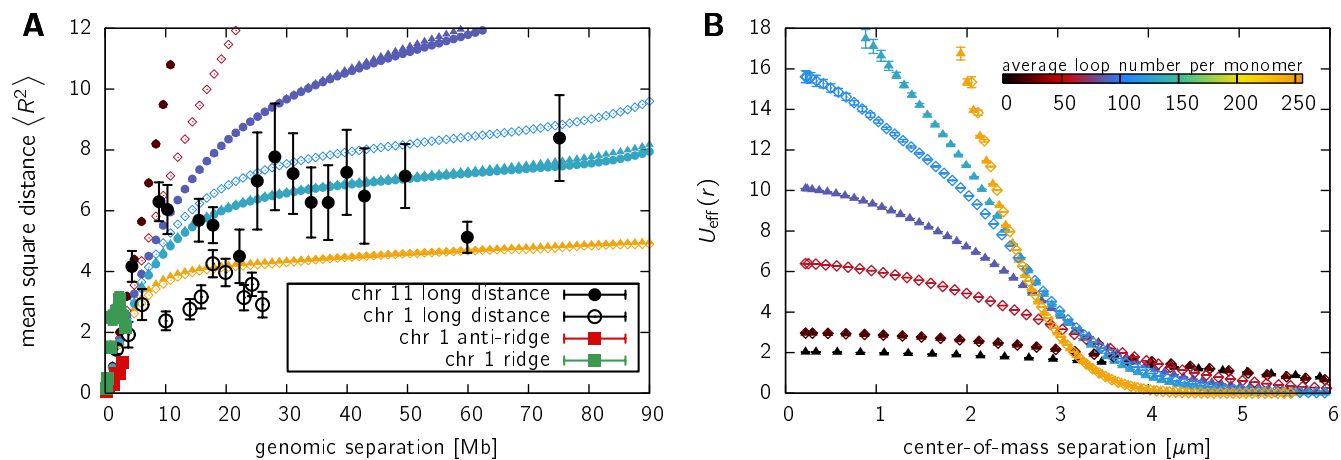 A
mean square distance ⟨R²⟩
12
10
8
6
4
2
0
chr 11 long distance
chr 1 long distance
chr 1 anti-ridge
chr 1 ridge
0 10 20 30 40 50 60 70 80 90
genomic separation [Mb]
B
U_eff(r)
18
16
14
12
10
8
6
4
2
0
average loop number per monomer
0 50 100 150 200 250
0 1 2 3 4 5 6
center-of-mass separation [μm]